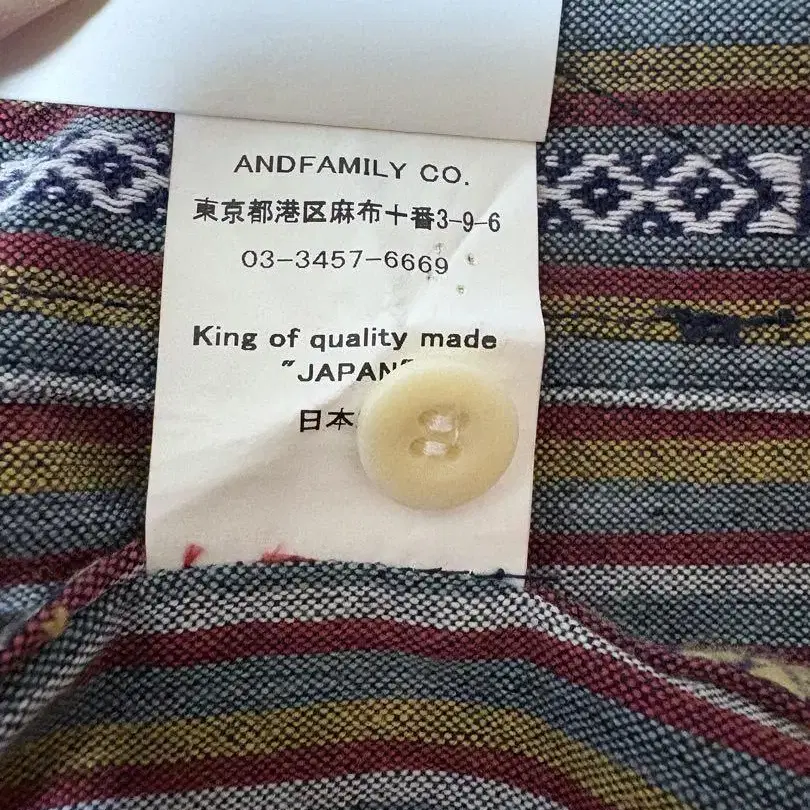 ANDFAMILY CO.
東京都港区麻布十番3-9-6
03-3457-6669
King of quality made
"JAPAN"
日本